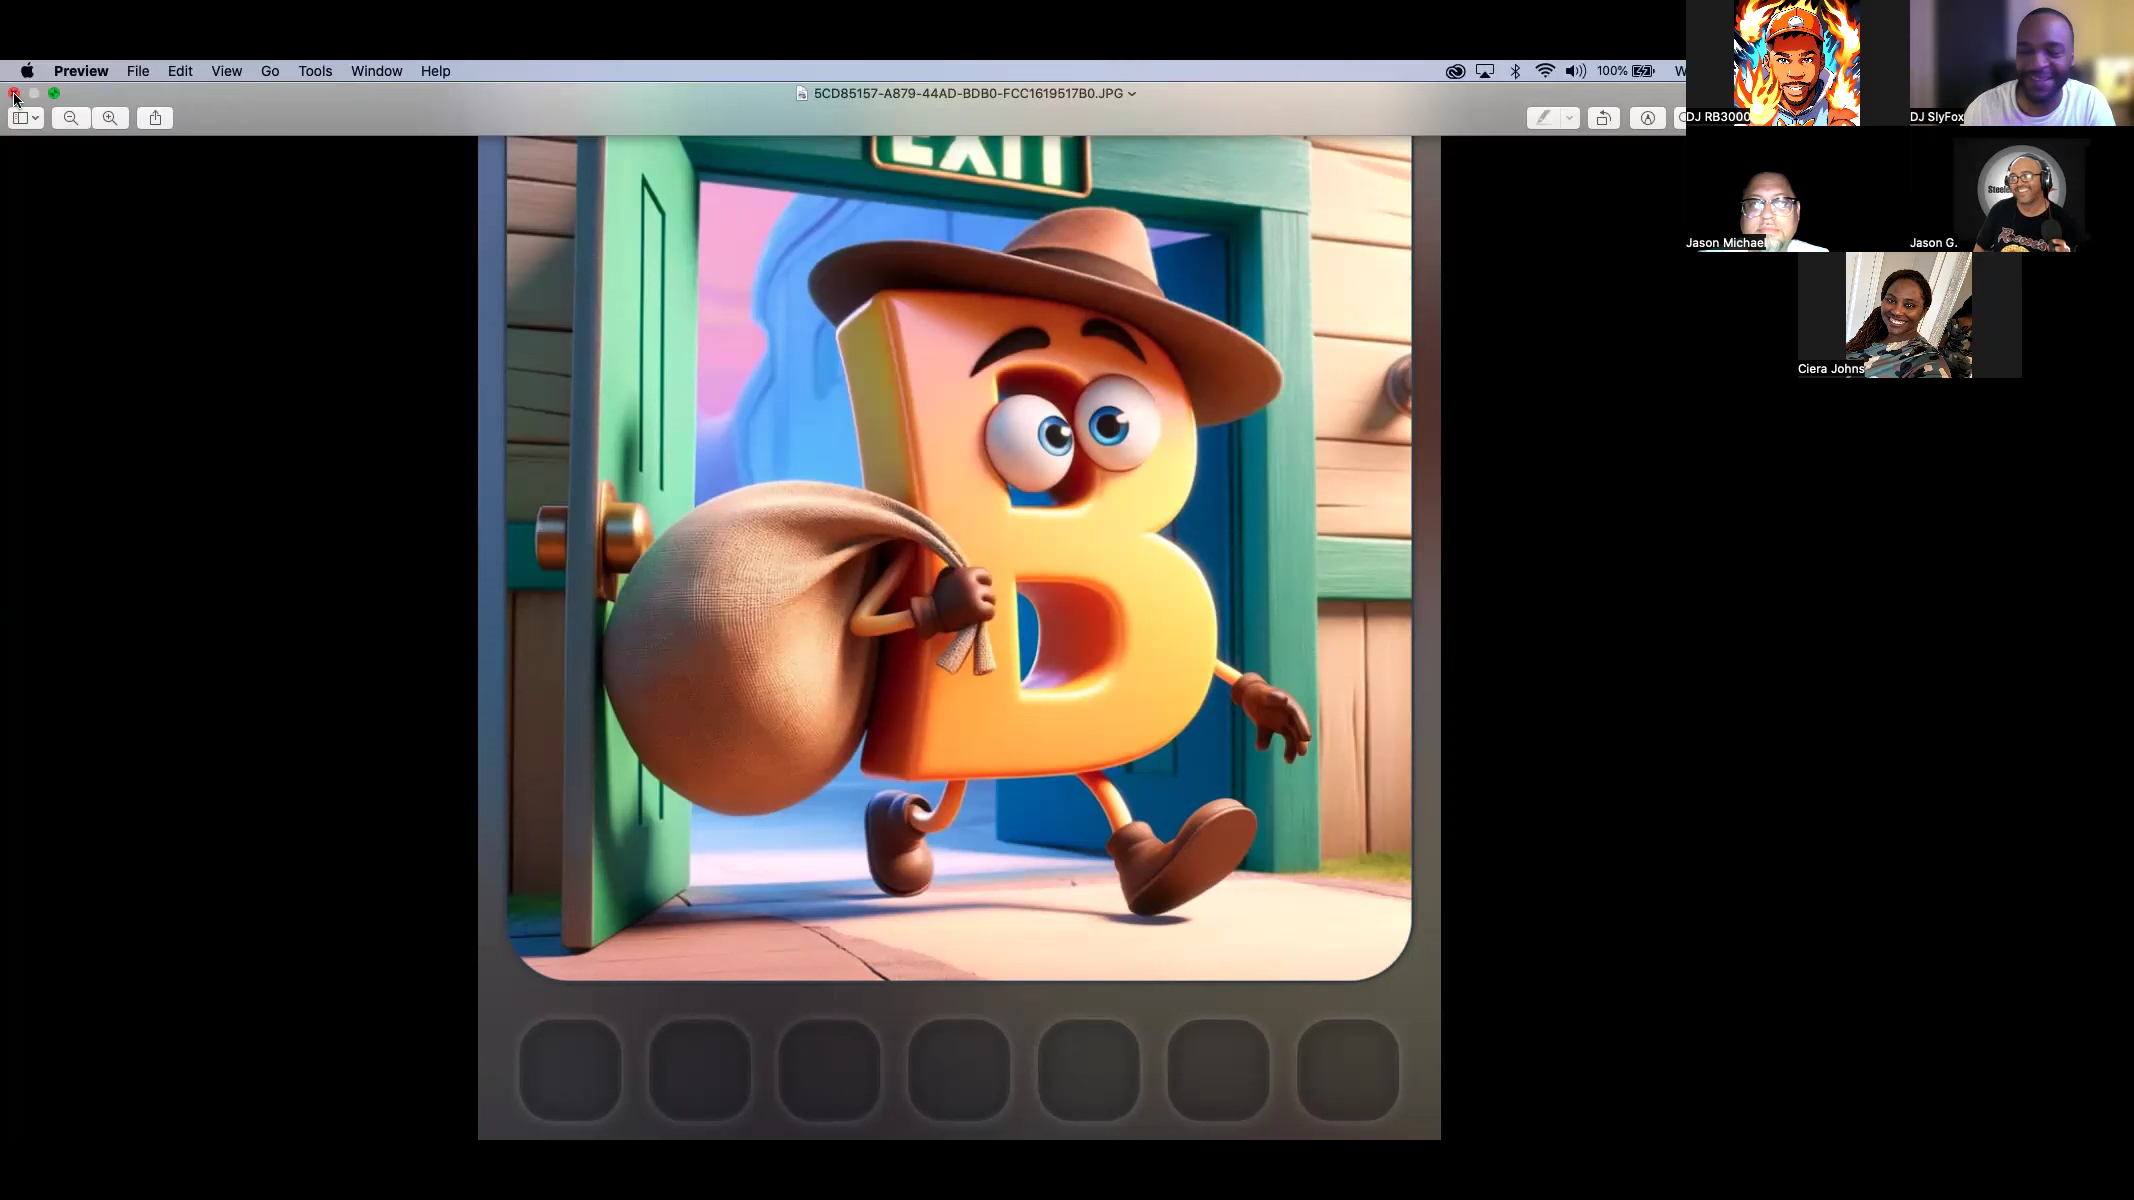 Preview File Edit View Go Tools Window Help 100% W
5CD85157-A879-44AD-BDB0-FCC1619517B0.JPG
EXIT
B
DJ RB3000
DJ SlyFox
Jason Michael
Jason G.
Ciera Johns